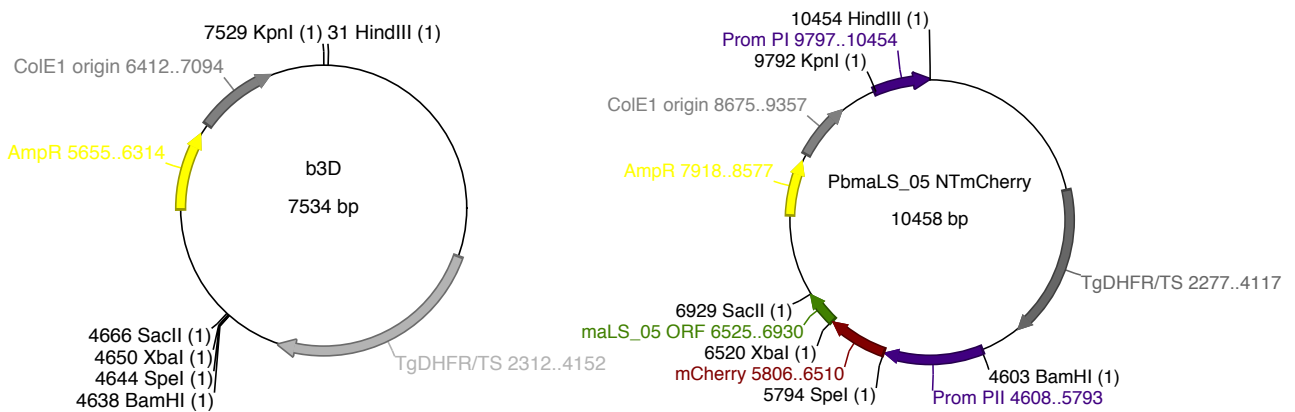 7529 KpnI (1) 31 HindIII (1)
ColE1 origin 6412..7094
AmpR 5655..6314
b3D
7534 bp
4666 SacII (1)
4650 XbaI (1)
4644 SpeI (1)
4638 BamHI (1)
TgDHFR/TS 2312..4152
10454 HindIII (1)
Prom PI 9797..10454
9792 KpnI (1)
ColE1 origin 8675..9357
AmpR 7918..8577
PbmaLS_05 NTmCherry
10458 bp
TgDHFR/TS 2277..4117
6929 SacII (1)
maLS_05 ORF 6525..6930
6520 XbaI (1)
mCherry 5806..6510
5794 SpeI (1)
4603 BamHI (1)
Prom PII 4608..5793